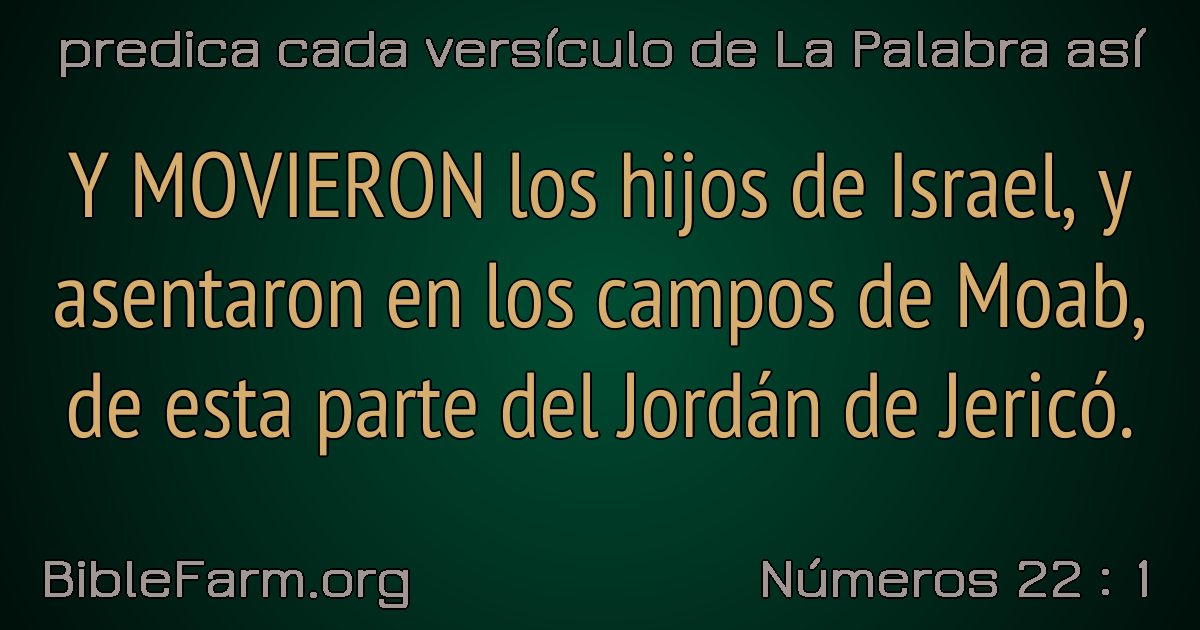 predica cada versículo de La Palabra así
Y MOVIERON los hijos de Israel, y
asentaron en los campos de Moab,
de esta parte del Jordán de Jericó.
BibleFarm.org
Números 22 : 1